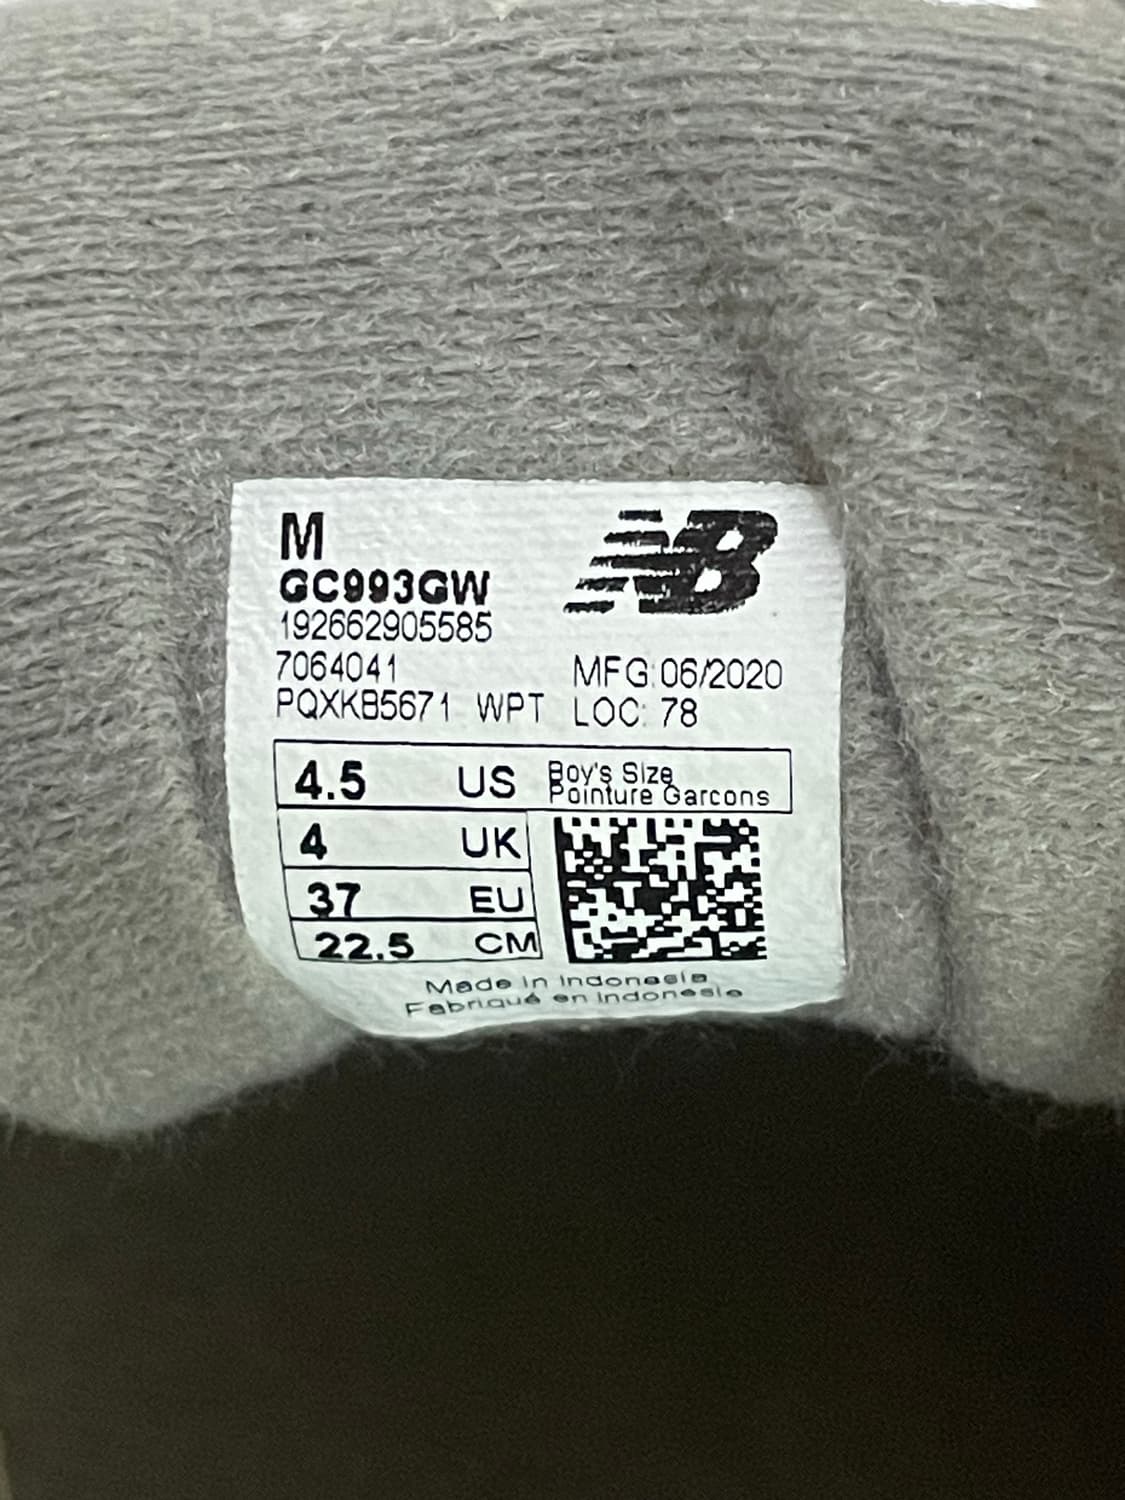 M
NB
GC993GW
192662905585
7064041 MFG:06/2020
PQXKB5671 WPT LOC: 78
4.5 US Boy's Size
Pointure Garcons
4 UK
37 EU
22.5 CM
Made in Indonesia
Fabriqué en Indonesie